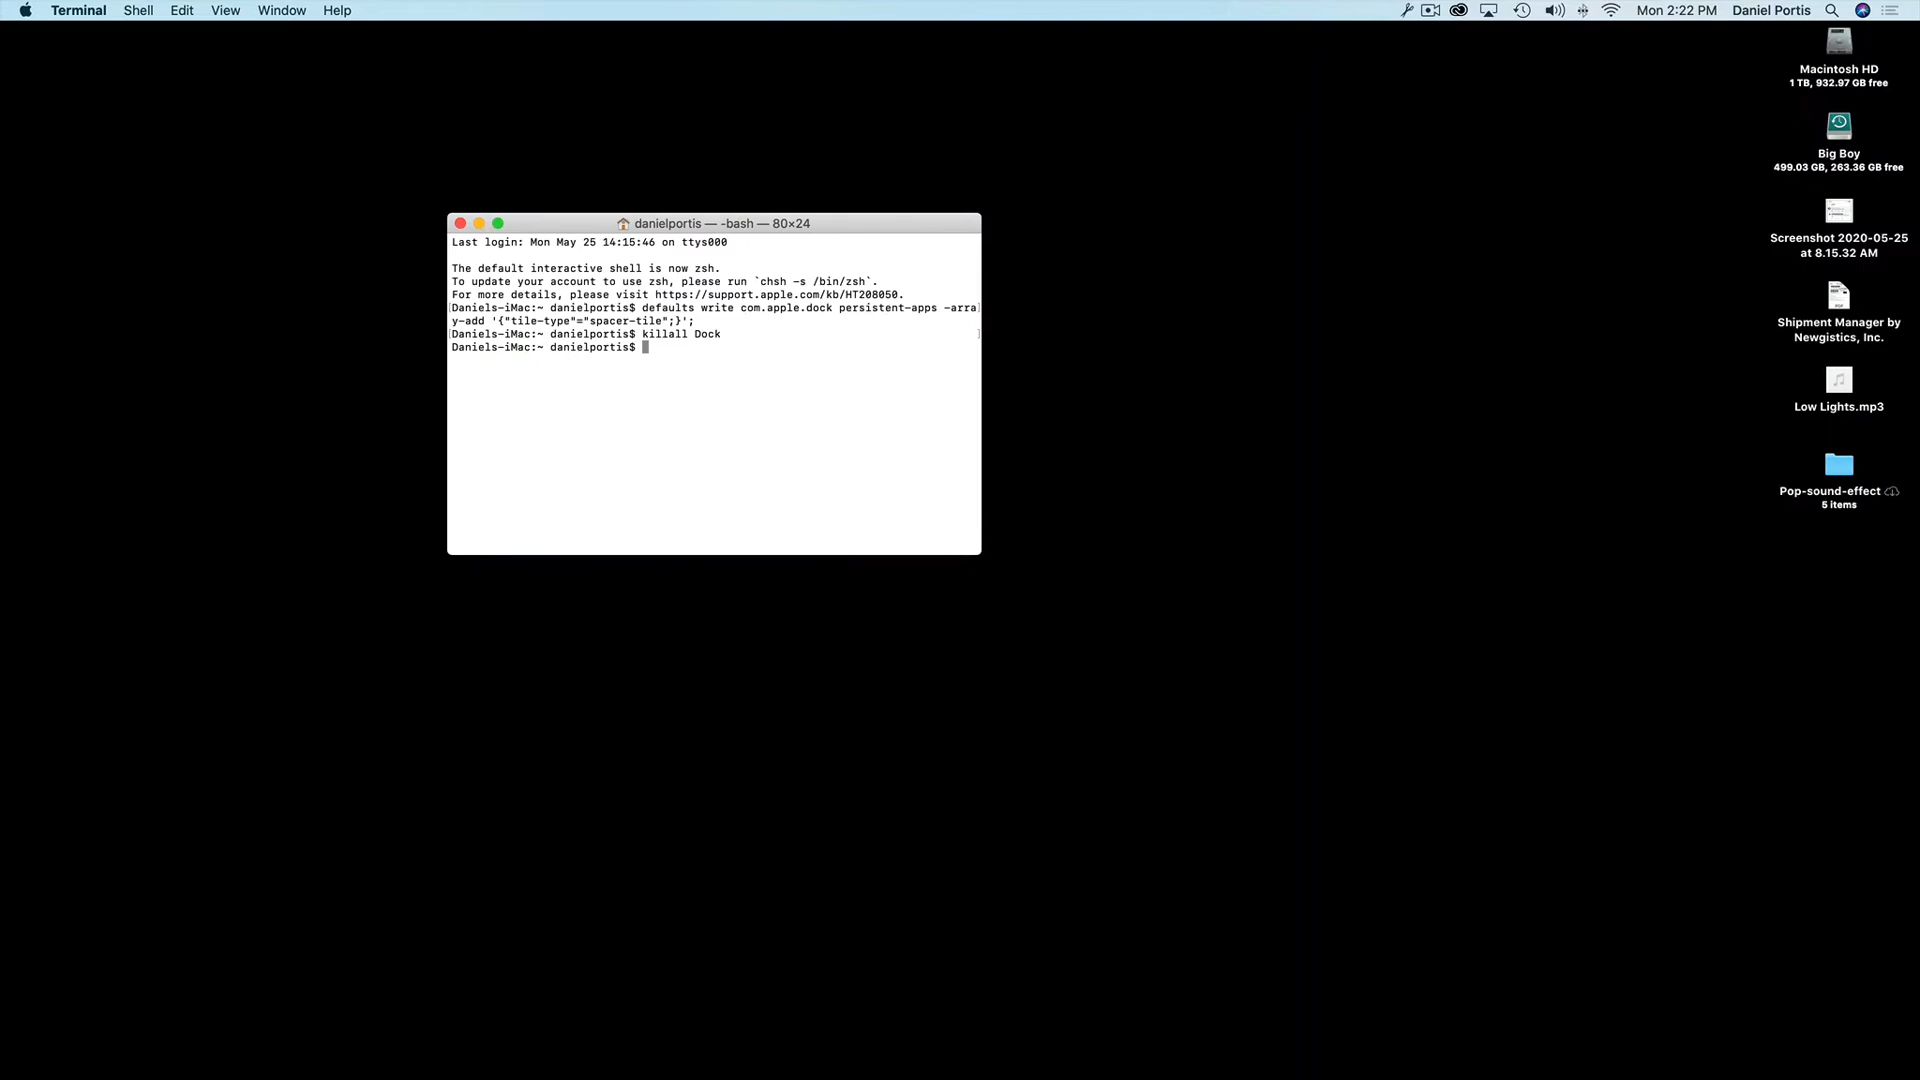 Terminal Shell Edit View Window Help Mon 2:22 PM Daniel Portis
Macintosh HD
1 TB, 932.97 GB free
Big Boy
499.03 GB, 263.36 GB free
Screenshot 2020-05-25
at 8.15.32 AM
Shipment Manager by
Newgistics, Inc.
Low Lights.mp3
Pop-sound-effect
5 items
danielportis — -bash — 80×24
Last login: Mon May 25 14:15:46 on ttys000
The default interactive shell is now zsh.
To update your account to use zsh, please run `chsh -s /bin/zsh`.
For more details, please visit https://support.apple.com/kb/HT208050.
[Daniels-iMac:~ danielportis$ defaults write com.apple.dock persistent-apps -arra]
y-add '{"tile-type"="spacer-tile";}';
[Daniels-iMac:~ danielportis$ killall Dock ]
Daniels-iMac:~ danielportis$